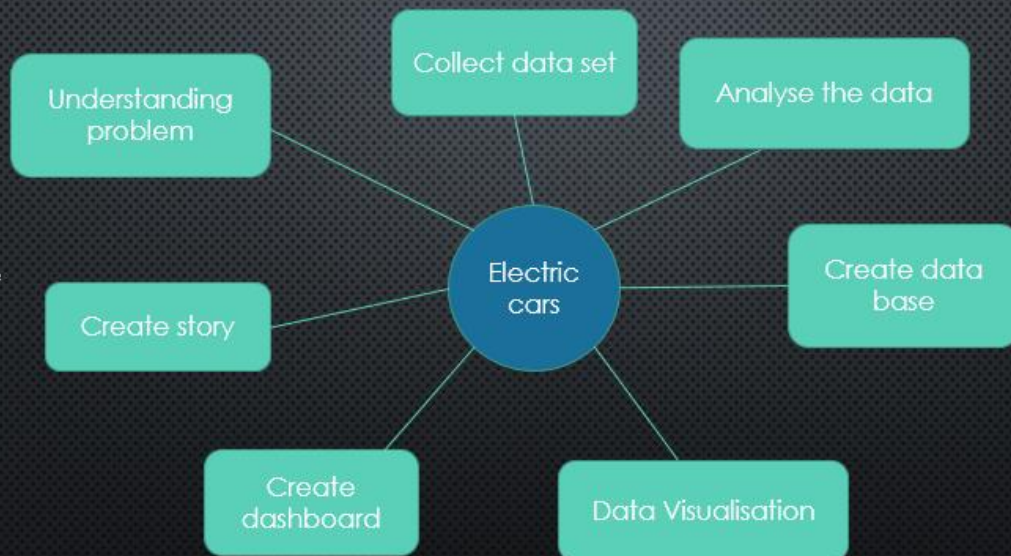 Understanding
problem
Collect data set
Analyse the data
Create data
base
Data Visualisation
Create
dashboard
Create story
Electric
cars